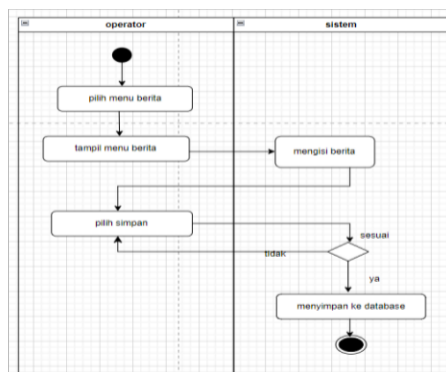 operator
sistem
pilih menu berita
tampil menu berita
mengisi berita
pilih simpan
sesuai
tidak
ya
menyimpan ke database